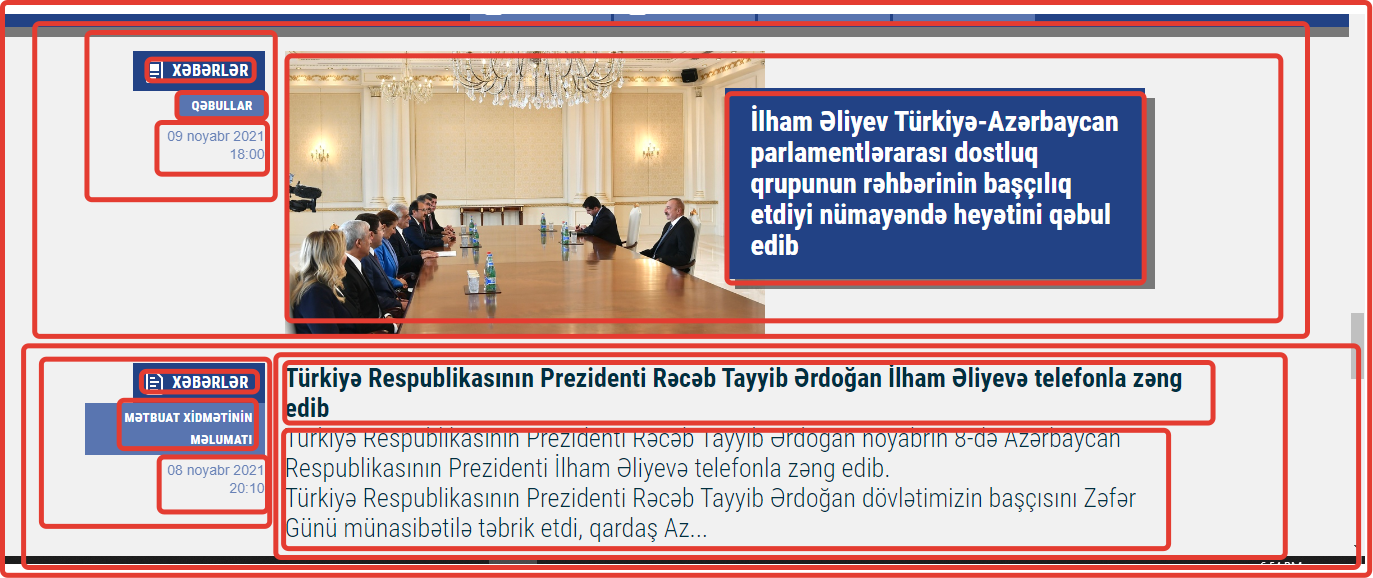 XƏBƏRLƏR
QƏBULLAR
09 noyabr 2021
18:00
İlham Əliyev Türkiyə-Azərbaycan
parlamentlərarası dostluq
qrupunun rəhbərinin başçılıq
etdiyi nümayəndə heyətini qəbul
edib
XƏBƏRLƏR
MƏTBUAT XİDMƏTİNİN
MƏLUMATI
08 noyabr 2021
20:10
Türkiyə Respublikasının Prezidenti Rəcəb Tayyib Ərdoğan İlham Əliyevə telefonla zəng
edib
Türkiyə Respublikasının Prezidenti Rəcəb Tayyib Ərdoğan noyabrın 8-də Azərbaycan
Respublikasının Prezidenti İlham Əliyevə telefonla zəng edib.
Türkiyə Respublikasının Prezidenti Rəcəb Tayyib Ərdoğan dövlətimizin başçısını Zəfər
Günü münasibətilə təbrik etdi, qardaş Az...